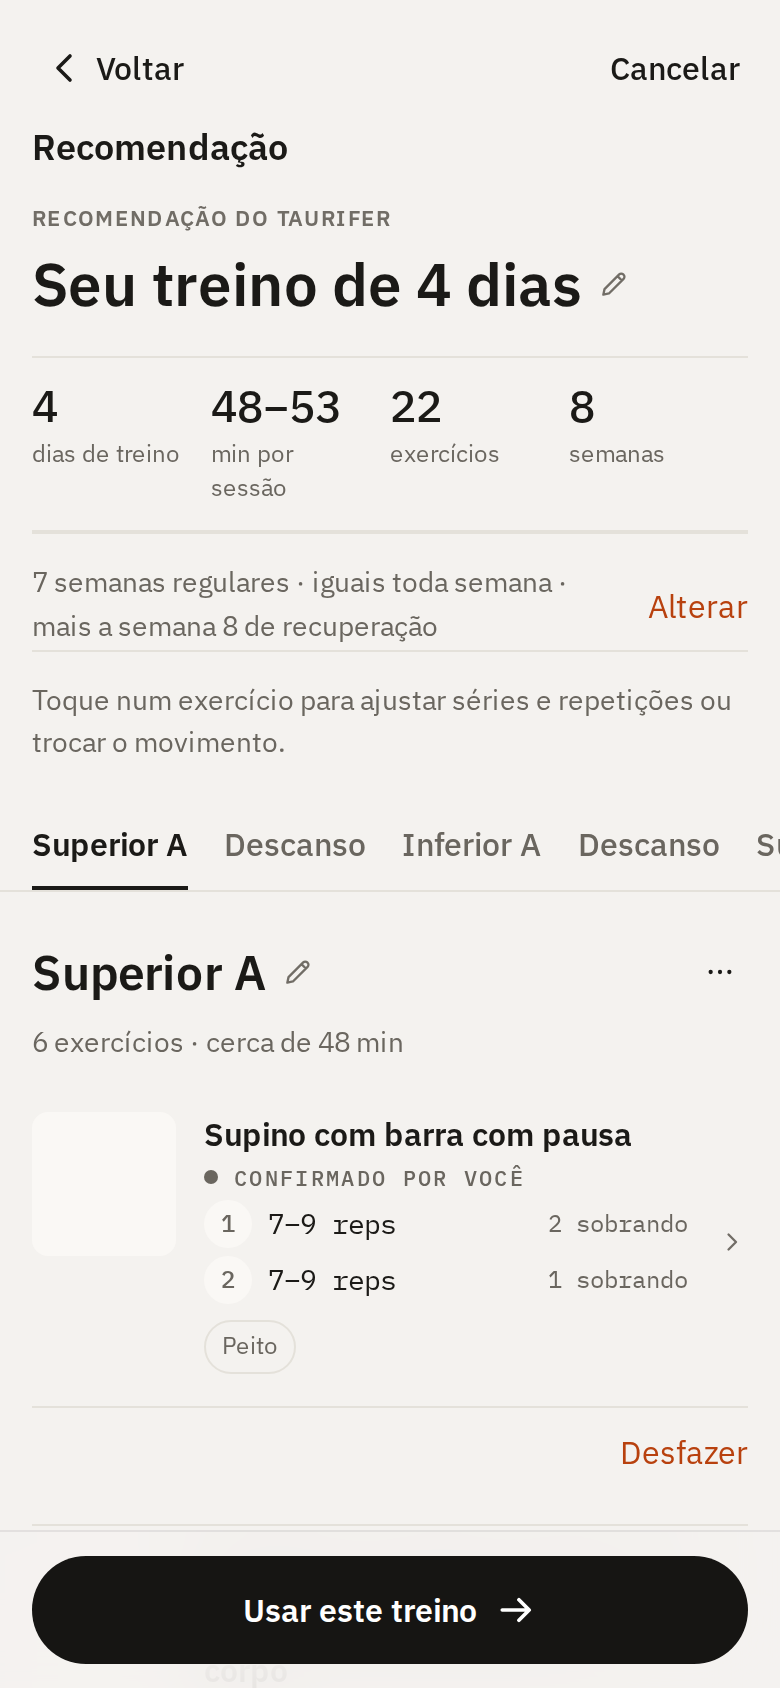 Voltar
Cancelar
Recomendação
RECOMENDAÇÃO DO TAURIFER
Seu treino de 4 dias
4
dias de treino
48–53
min por
sessão
22
exercícios
8
semanas
7 semanas regulares · iguais toda semana ·
mais a semana 8 de recuperação
Alterar
Toque num exercício para ajustar séries e repetições ou
trocar o movimento.
Superior A
Descanso
Inferior A
Descanso
Su
Superior A
6 exercícios · cerca de 48 min
Supino com barra com pausa
CONFIRMADO POR VOCÊ
1 7–9 reps 2 sobrando
2 7–9 reps 1 sobrando
Peito
Desfazer
Usar este treino
corpo